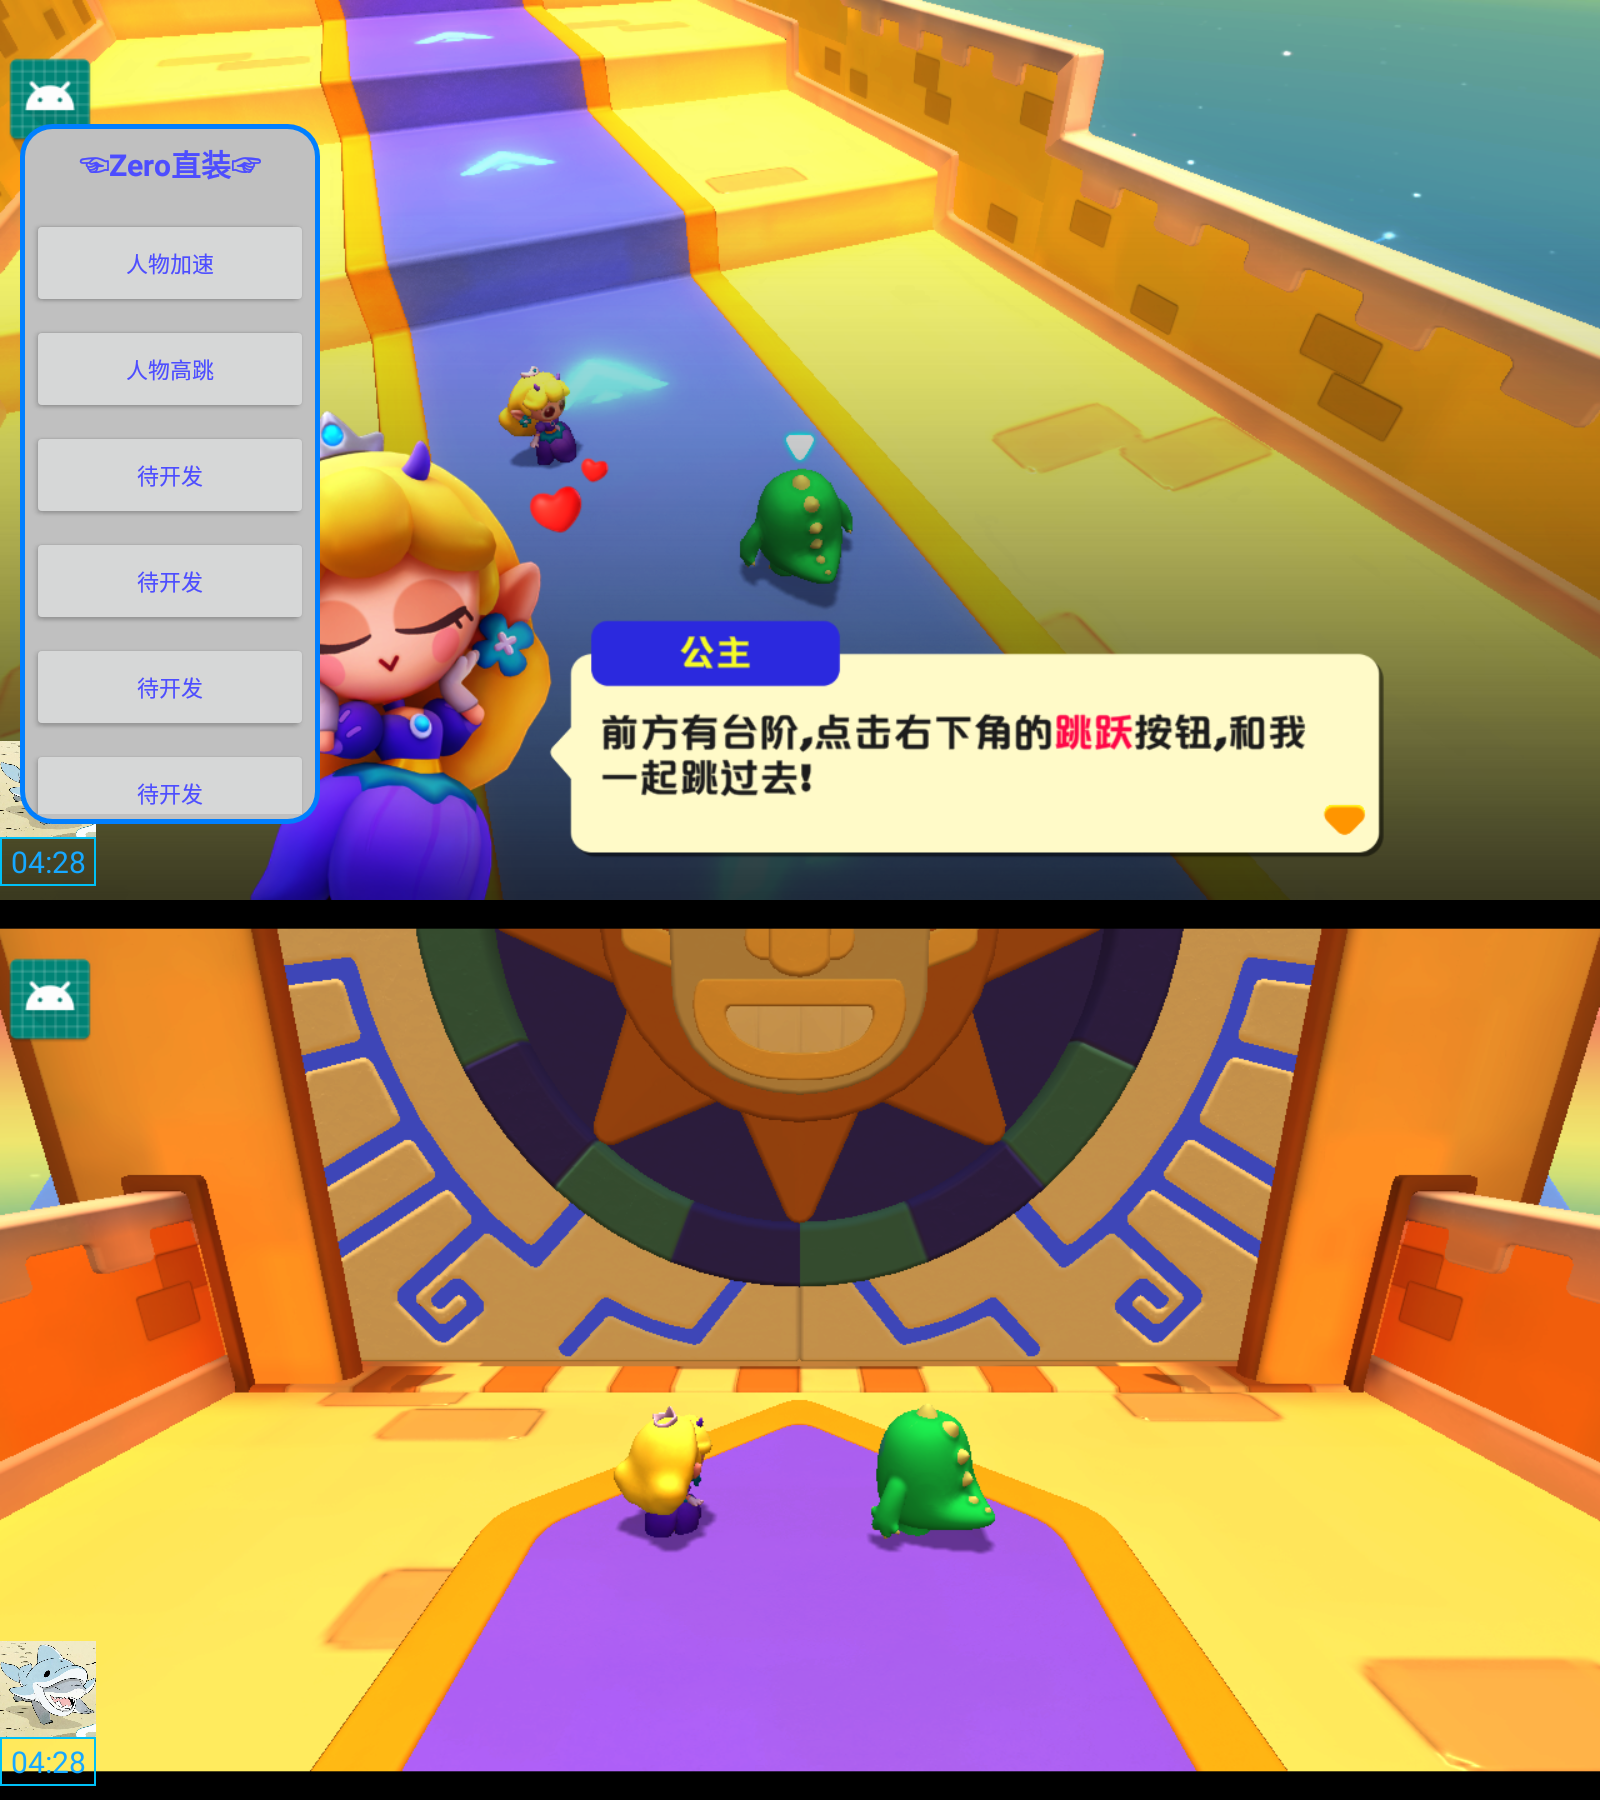 ☜Zero直装☞
人物加速
人物高跳
待开发
待开发
待开发
待开发
04:28
公主
前方有台阶,点击右下角的跳跃按钮,和我
一起跳过去!
04:28